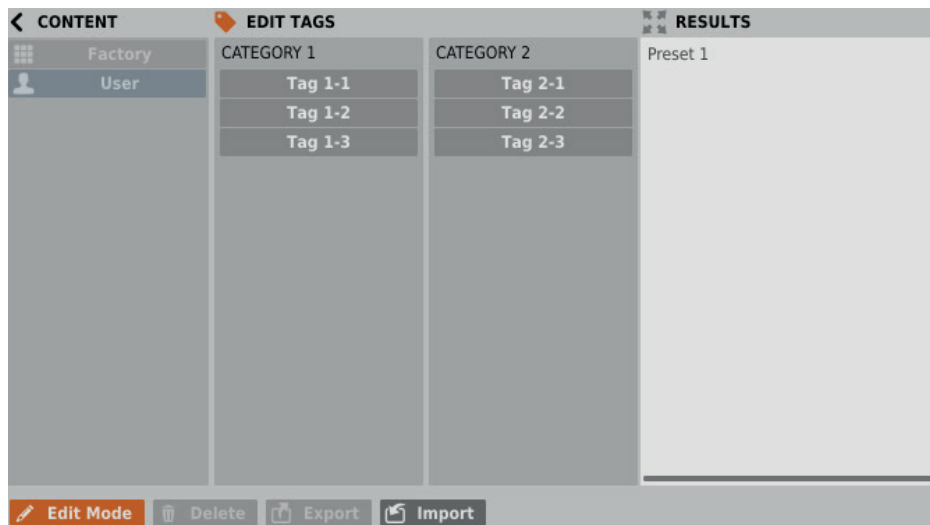 CONTENT
EDIT TAGS
RESULTS
Factory
User
CATEGORY 1
Tag 1-1
Tag 1-2
Tag 1-3
CATEGORY 2
Tag 2-1
Tag 2-2
Tag 2-3
Preset 1
Edit Mode
Delete
Export
Import